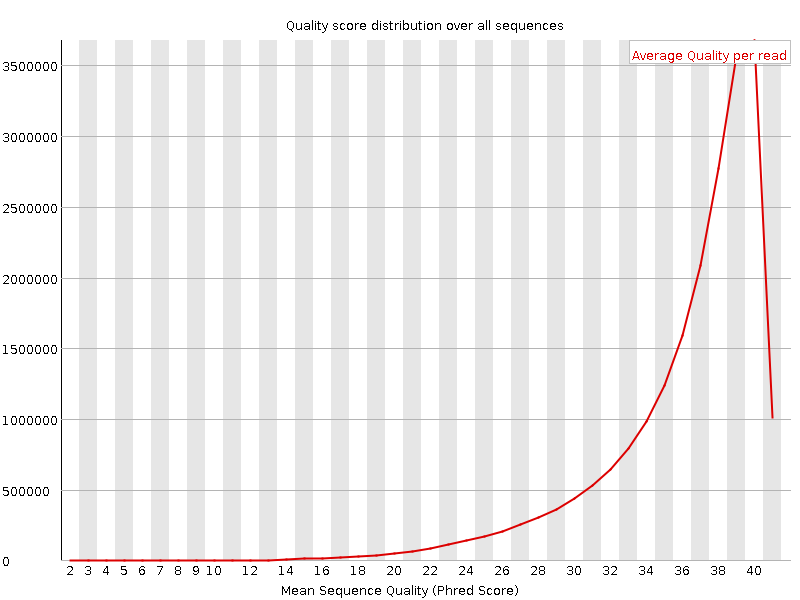 Quality score distribution over all sequences
Average Quality per read
3500000
3000000
2500000
2000000
1500000
1000000
500000
0
2 3 4 5 6 7 8 9 10 12 14 16 18 20 22 24 26 28 30 32 34 36 38 40
Mean Sequence Quality (Phred Score)